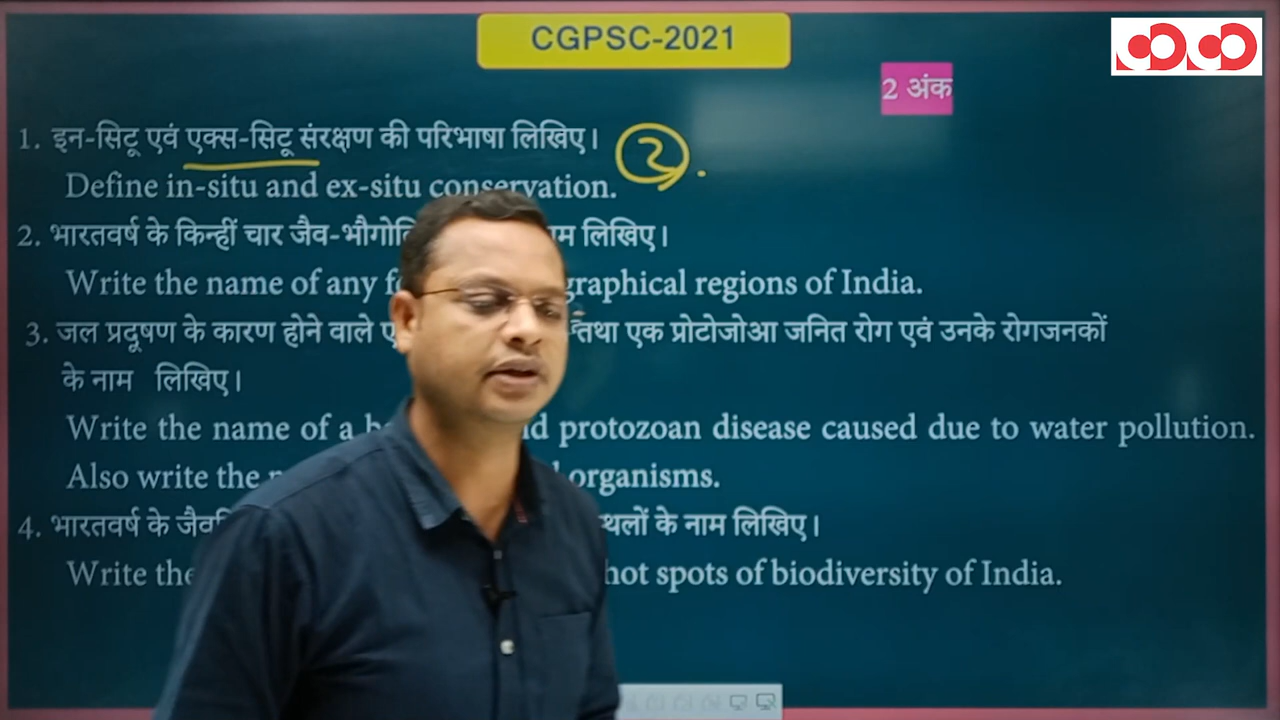 CGPSC-2021
2 अंक
1. इन-सिटू एवं एक्स-सिटू संरक्षण की परिभाषा लिखिए।
2
Define in-situ and ex-situ conservation.
2. भारतवर्ष के किन्हीं चार लिखिए।
Write the name of any regions of India.
3. जल प्रदूषण के कारण होने वाले तथा एक प्रोटोजोआ जनित रोग एवं उनके रोगजनकों
के नाम लिखिए।
Write the name of a protozoan disease caused due to water pollution.
Also write the organisms.
4. भारतवर्ष के के नाम लिखिए।
Write the hot spots of biodiversity of India.